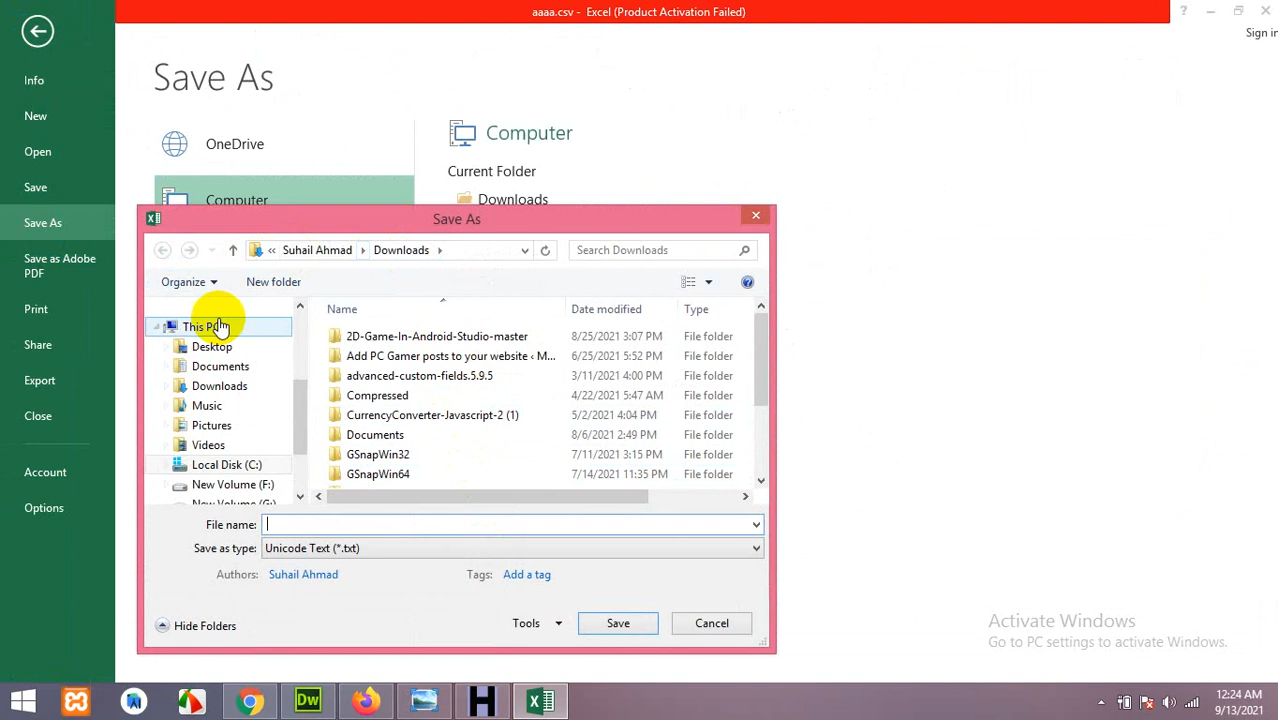 aaaa.csv - Excel (Product Activation Failed)
Sign in
Info
New
Open
Save
Save As
Save as Adobe
PDF
Print
Share
Export
Close
Account
Options
Save As
OneDrive
Computer
Computer
Current Folder
Downloads
Save As
« Suhail Ahmad Downloads
Search Downloads
Organize
New folder
This PC
Desktop
Documents
Downloads
Music
Pictures
Videos
Local Disk (C:)
New Volume (F:)
New Volume (G:)
Name Date modified Type
2D-Game-In-Android-Studio-master 8/25/2021 3:07 PM File folder
Add PC Gamer posts to your website ‹ M... 6/25/2021 5:52 PM File folder
advanced-custom-fields.5.9.5 3/11/2021 4:00 PM File folder
Compressed 4/22/2021 5:47 AM File folder
CurrencyConverter-Javascript-2 (1) 5/2/2021 4:04 PM File folder
Documents 8/6/2021 2:49 PM File folder
GSnapWin32 7/11/2021 3:15 PM File folder
GSnapWin64 7/14/2021 11:35 PM File folder
File name:
Save as type: Unicode Text (*.txt)
Authors: Suhail Ahmad Tags: Add a tag
Hide Folders
Tools
Save
Cancel
Activate Windows
Go to PC settings to activate Windows.
Dw
12:24 AM
9/13/2021